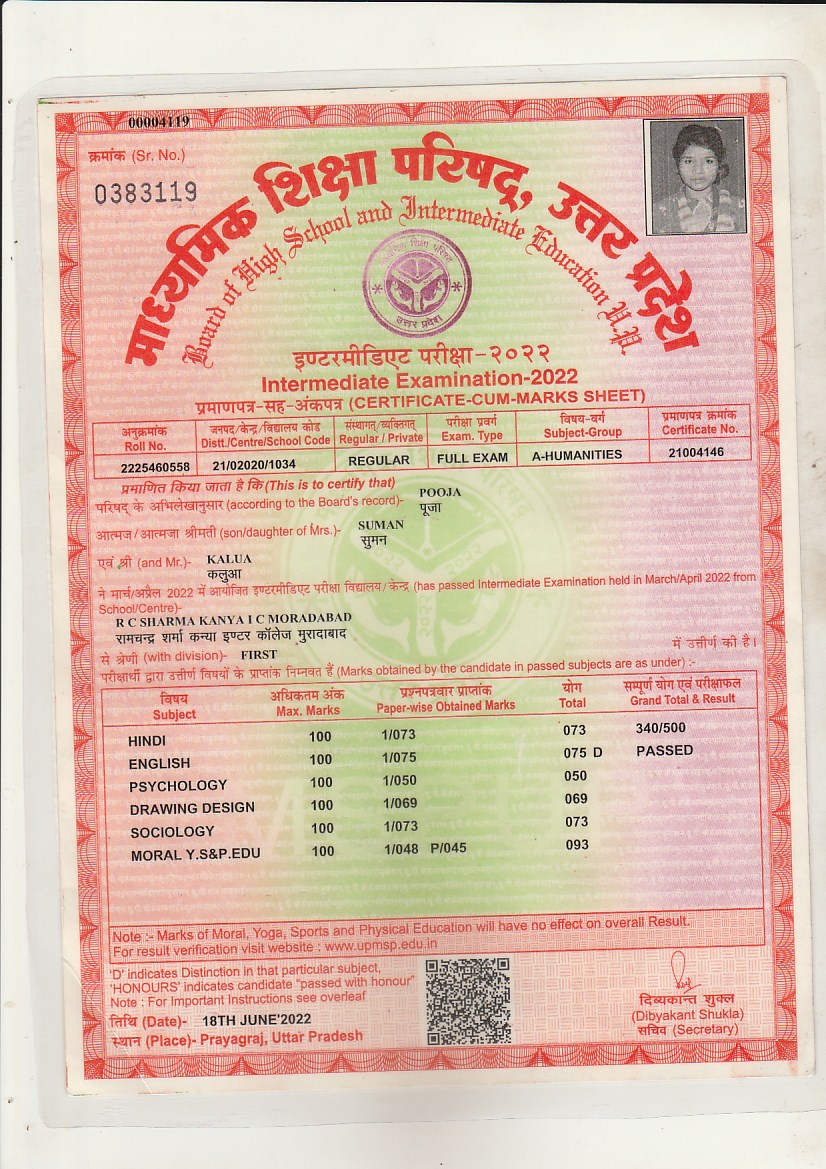 00004119
क्रमांक (Sr. No.)
0383119
माध्यमिक शिक्षा परिषद्, उत्तर प्रदेश
Board of High School and Intermediate Education U.P.
माध्यमिक शिक्षा परिषद
उत्तर प्रदेश
इण्टरमीडिएट परीक्षा-२०२२
Intermediate Examination-2022
प्रमाणपत्र-सह-अंकपत्र (CERTIFICATE-CUM-MARKS SHEET)
अनुक्रमांक जनपद/केन्द्र/विद्यालय कोड संस्थागत्/व्यक्तिगत् परीक्षा प्रवर्ग विषय-वर्ग प्रमाणपत्र क्रमांक
Roll No. Distt./Centre/School Code Regular / Private Exam. Type Subject-Group Certificate No.
2225460558 21/02020/1034 REGULAR FULL EXAM A-HUMANITIES 21004146
प्रमाणित किया जाता है कि (This is to certify that)
परिषद् के अभिलेखानुसार (according to the Board's record)- POOJA
पूजा
आत्मज / आत्मजा श्रीमती (son/daughter of Mrs.)- SUMAN
सुमन
एवं श्री (and Mr.)- KALUA
कलुआ
ने मार्च/अप्रैल 2022 में आयोजित इण्टरमीडिएट परीक्षा विद्यालय/केन्द्र (has passed Intermediate Examination held in March/April 2022 from
School/Centre)-
R C SHARMA KANYA I C MORADABAD
रामचन्द्र शर्मा कन्या इण्टर कॉलेज मुरादाबाद में उत्तीर्ण की है।
से श्रेणी (with division)- FIRST
परीक्षार्थी द्वारा उत्तीर्ण विषयों के प्राप्तांक निम्नवत हैं (Marks obtained by the candidate in passed subjects are as under) :-
विषय अधिकतम अंक प्रश्नपत्रवार प्राप्तांक योग सम्पूर्ण योग एवं परीक्षाफल
Subject Max. Marks Paper-wise Obtained Marks Total Grand Total & Result
HINDI 100 1/073 073 340/500
ENGLISH 100 1/075 075 D PASSED
PSYCHOLOGY 100 1/050 050
DRAWING DESIGN 100 1/069 069
SOCIOLOGY 100 1/073 073
MORAL Y.S&P.EDU 100 1/048 P/045 093
Note :- Marks of Moral, Yoga, Sports and Physical Education will have no effect on overall Result.
For result verification visit website : www.upmsp.edu.in
'D' indicates Distinction in that particular subject,
'HONOURS' indicates candidate "passed with honour"
Note : For Important Instructions see overleaf
तिथि (Date)- 18TH JUNE'2022
स्थान (Place)- Prayagraj, Uttar Pradesh
दिव्यकान्त शुक्ल
(Dibyakant Shukla)
सचिव (Secretary)